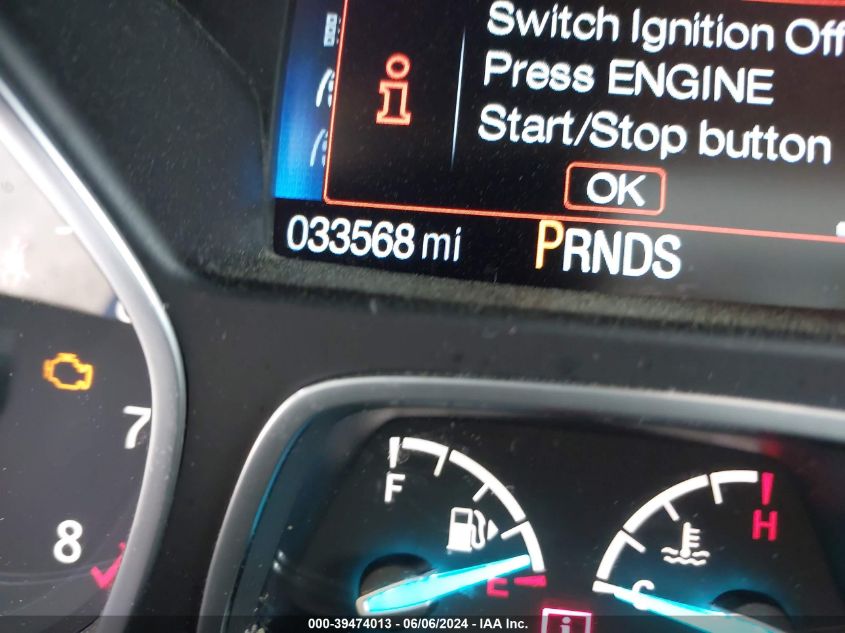 Switch Ignition Off
Press ENGINE
Start/Stop button
OK
033568 mi
PRNDS
7
8
F
E
H
C
000-39474013 - 06/06/2024 - IAA Inc.